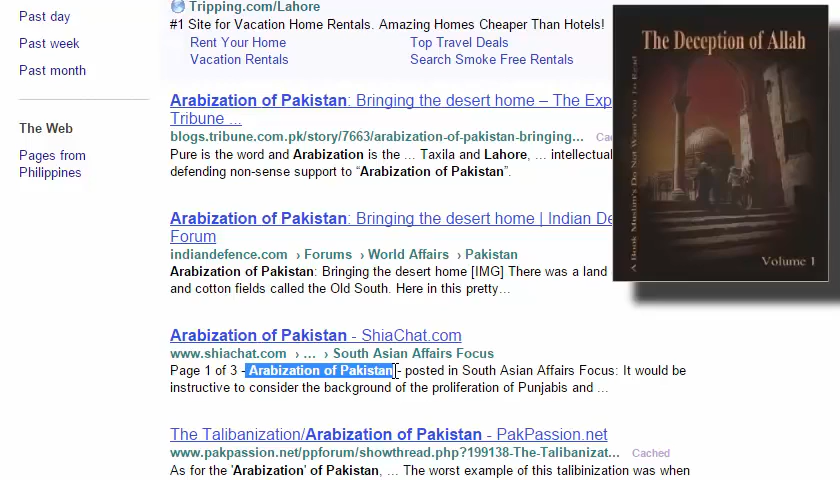 Past day
Past week
Past month
The Web
Pages from
Philippines
Tripping.com/Lahore
#1 Site for Vacation Home Rentals. Amazing Homes Cheaper Than Hotels!
Rent Your Home Top Travel Deals
Vacation Rentals Search Smoke Free Rentals
Arabization of Pakistan: Bringing the desert home – The Exp
Tribune ...
blogs.tribune.com.pk/story/7663/arabization-of-pakistan-bringing... Cac
Pure is the word and Arabization is the ... Taxila and Lahore, ... intellectual
defending non-sense support to “Arabization of Pakistan”.
Arabization of Pakistan: Bringing the desert home | Indian De
Forum
indiandefence.com › Forums › World Affairs › Pakistan
Arabization of Pakistan: Bringing the desert home [IMG] There was a land
and cotton fields called the Old South. Here in this pretty...
Arabization of Pakistan - ShiaChat.com
www.shiachat.com › ... › South Asian Affairs Focus
Page 1 of 3 - Arabization of Pakistan - posted in South Asian Affairs Focus: It would be
instructive to consider the background of the proliferation of Punjabis and ...
The Talibanization/Arabization of Pakistan - PakPassion.net
www.pakpassion.net/ppforum/showthread.php?199138-The-Talibanizat... Cached
As for the 'Arabization' of Pakistan, ... The worst example of this talibinization was when
The Deception of Allah
A Book Muslim's Do Not Want You To Read
Volume 1